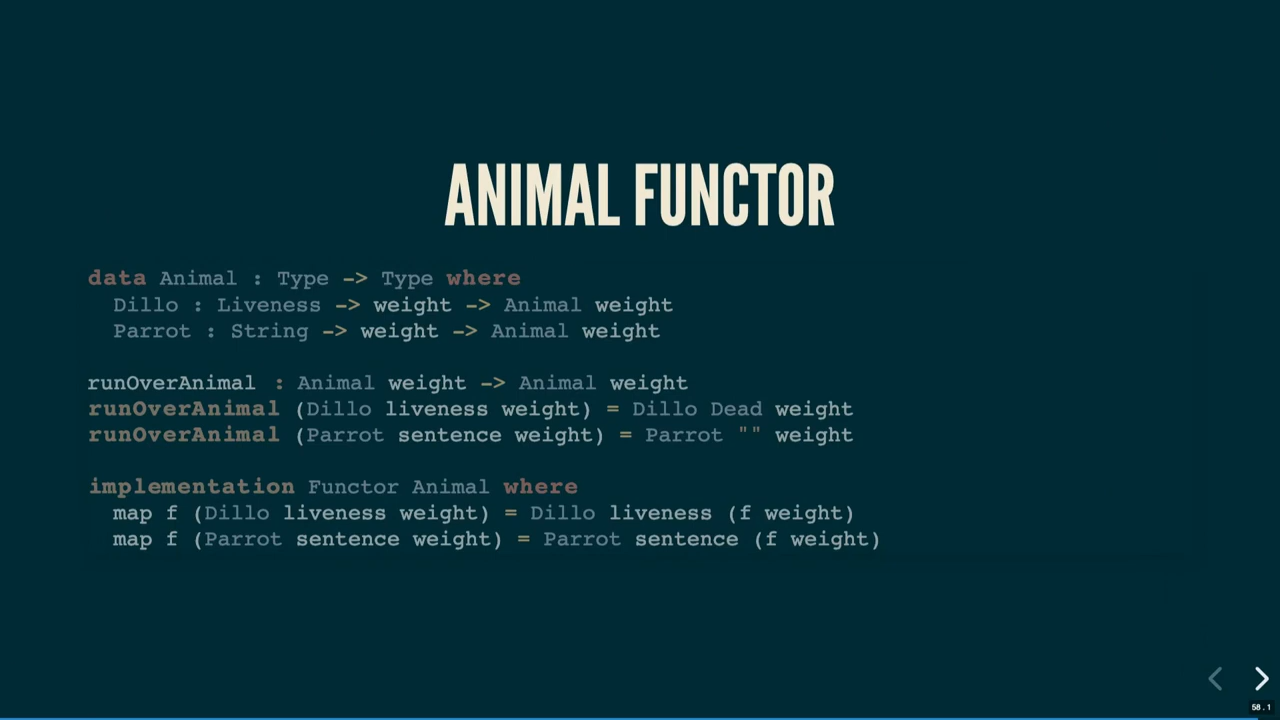 ANIMAL FUNCTOR
data Animal : Type -> Type where
  Dillo : Liveness -> weight -> Animal weight
  Parrot : String -> weight -> Animal weight
runOverAnimal : Animal weight -> Animal weight
runOverAnimal (Dillo liveness weight) = Dillo Dead weight
runOverAnimal (Parrot sentence weight) = Parrot "" weight
implementation Functor Animal where
  map f (Dillo liveness weight) = Dillo liveness (f weight)
  map f (Parrot sentence weight) = Parrot sentence (f weight)
58.1